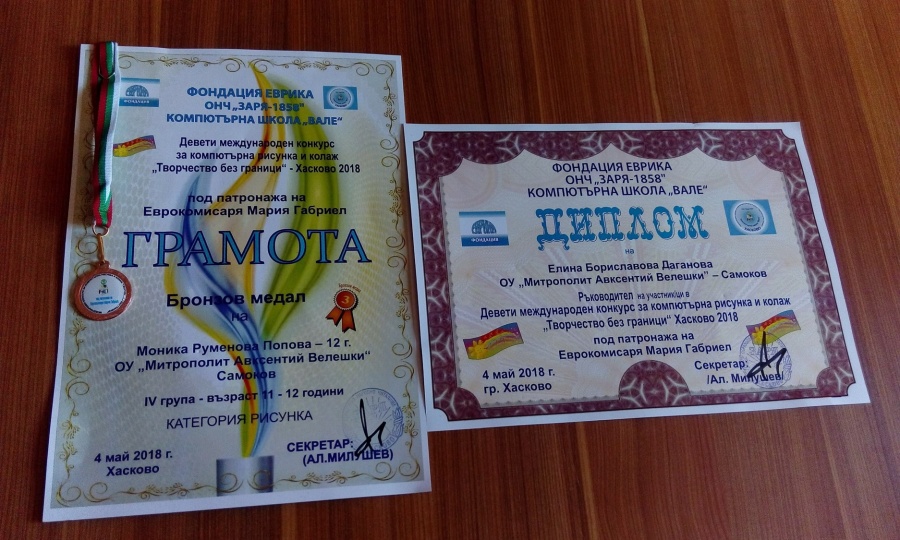 ФОНДАЦИЯ ЕВРИКА
ОНЧ „ЗАРЯ-1858"
КОМПЮТЪРНА ШКОЛА „ВАЛЕ"
ФОНДАЦИЯ
Девети международен конкурс
за компютърна рисунка и колаж
„Творчество без граници" - Хасково 2018
под патронажа на
Еврокомисаря Мария Габриел
ГРАМОТА
Бронзов медал
на
3
Моника Руменова Попова – 12 г.
ОУ „Митрополит Авксентий Велешки"
Самоков
IV група - възраст 11 - 12 години
КАТЕГОРИЯ РИСУНКА
4 май 2018 г.
Хасково
СЕКРЕТАР:
(АЛ.МИЛУШЕВ)
ФОНДАЦИЯ ЕВРИКА
ОНЧ „ЗАРЯ-1858"
КОМПЮТЪРНА ШКОЛА „ВАЛЕ"
ФОНДАЦИЯ
ДИПЛОМ
на
Елина Бориславова Даганова
ОУ „Митрополит Авксентий Велешки" – Самоков
Ръководител на участник/ци в
Девети международен конкурс за компютърна рисунка и колаж
„Творчество без граници" Хасково 2018
под патронажа на
Еврокомисаря Мария Габриел
4 май 2018 г.
гр. Хасково
Секретар:
/Ал. Милушев/